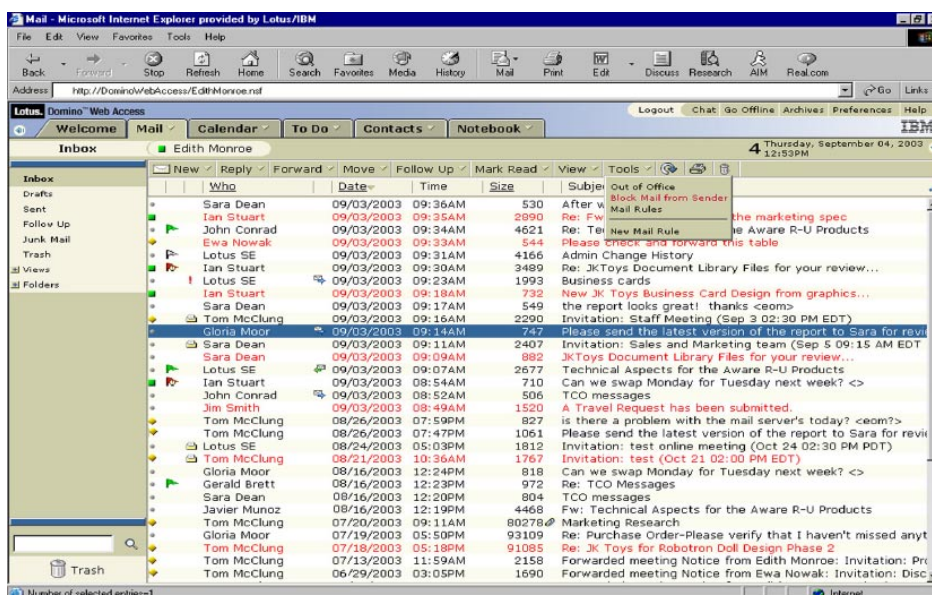 Mail - Microsoft Internet Explorer provided by Lotus/IBM
File Edit View Favorites Tools Help
Back Forward Stop Refresh Home Search Favorites Media History Mail Print Edit Discuss Research AIM Real.com
Address http://DominoWebAccess/EdithMonroe.nsf Go Links
Lotus. Domino™ Web Access Logout Chat Go Offline Archives Preferences Help
Welcome Mail Calendar To Do Contacts Notebook IBM
Inbox Edith Monroe 4 Thursday, September 04, 2003
12:53PM
New Reply Forward Move Follow Up Mark Read View Tools
Inbox
Drafts
Sent
Follow Up
Junk Mail
Trash
Views
Folders
Out of Office
Block Mail from Sender
Mail Rules
New Mail Rule
Who Date Time Size Subje
Sara Dean 09/03/2003 09:36AM 530 After w
Ian Stuart 09/03/2003 09:35AM 2890 Re: Fw the marketing spec
John Conrad 09/03/2003 09:34AM 4621 Re: Te the Aware R-U Products
Ewa Nowak 09/03/2003 09:33AM 544 Please check and forward this table
Lotus SE 09/03/2003 09:31AM 4166 Admin Change History
Ian Stuart 09/03/2003 09:30AM 3489 Re: JKToys Document Library Files for your review...
! Lotus SE 09/03/2003 09:23AM 1993 Business cards
Ian Stuart 09/03/2003 09:18AM 732 New JK Toys Business Card Design from graphics...
Sara Dean 09/03/2003 09:17AM 549 the report looks great! thanks <eom>
Tom McClung 09/03/2003 09:16AM 2290 Invitation: Staff Meeting (Sep 3 02:30 PM EDT)
Gloria Moor 09/03/2003 09:14AM 747 Please send the latest version of the report to Sara for revi
Sara Dean 09/03/2003 09:11AM 2407 Invitation: Sales and Marketing team (Sep 5 09:15 AM EDT
Sara Dean 09/03/2003 09:09AM 882 JKToys Document Library Files for your review...
Lotus SE 09/03/2003 09:07AM 2677 Technical Aspects for the Aware R-U Products
Ian Stuart 09/03/2003 08:54AM 710 Can we swap Monday for Tuesday next week? <>
John Conrad 09/03/2003 08:52AM 506 TCO messages
Jim Smith 09/03/2003 08:49AM 1520 A Travel Request has been submitted.
Tom McClung 08/26/2003 07:59PM 827 is there a problem with the mail server's today? <eom?>
Tom McClung 08/26/2003 07:47PM 1061 Please send the latest version of the report to Sara for revi
Lotus SE 08/24/2003 05:03PM 1812 Invitation: test online meeting (Oct 24 02:30 PM PDT)
Tom McClung 08/21/2003 10:36AM 1767 Invitation: test (Oct 21 02:00 PM EDT)
Gloria Moor 08/16/2003 12:24PM 818 Can we swap Monday for Tuesday next week? <>
Gerald Brett 08/16/2003 12:23PM 972 Re: TCO Messages
Sara Dean 08/16/2003 12:20PM 804 TCO messages
Javier Munoz 08/16/2003 12:19PM 4468 Fw: Technical Aspects for the Aware R-U Products
Tom McClung 07/20/2003 09:11AM 80278 Marketing Research
Gloria Moor 07/19/2003 05:50PM 93109 Re: Purchase Order-Please verify that I haven't missed anyt
Tom McClung 07/18/2003 05:18PM 91085 Re: JK Toys for Robotron Doll Design Phase 2
Tom McClung 07/13/2003 11:59AM 2158 Forwarded meeting Notice from Edith Monroe: Invitation: Pr
Tom McClung 06/29/2003 03:05PM 1690 Forwarded meeting Notice from Ewa Nowak: Invitation: Disc
Trash
Number of selected entries=1 Internet